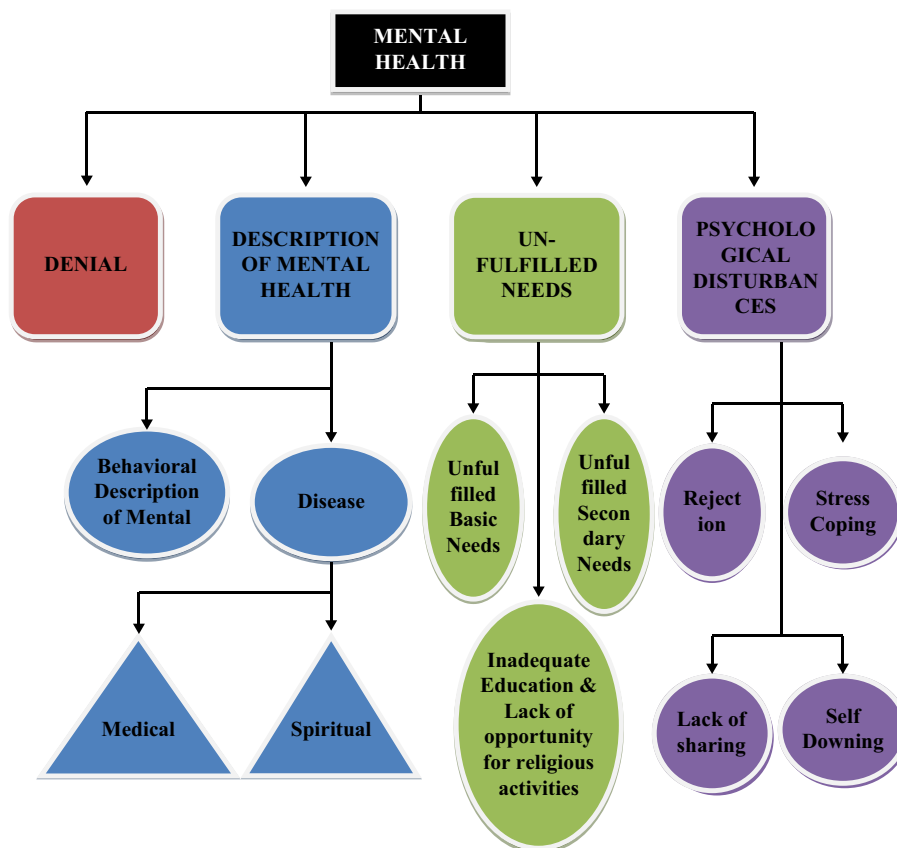 MENTAL
HEALTH
DENIAL
DESCRIPTION
OF MENTAL
HEALTH
UN-
FULFILLED
NEEDS
PSYCHOLO
GICAL
DISTURBAN
CES
Behavioral
Description
of Mental
Disease
Unful
filled
Basic
Needs
Unful
filled
Secon
dary
Needs
Reject
ion
Stress
Coping
Medical
Spiritual
Inadequate
Education &
Lack of
opportunity
for religious
activities
Lack of
sharing
Self
Downing